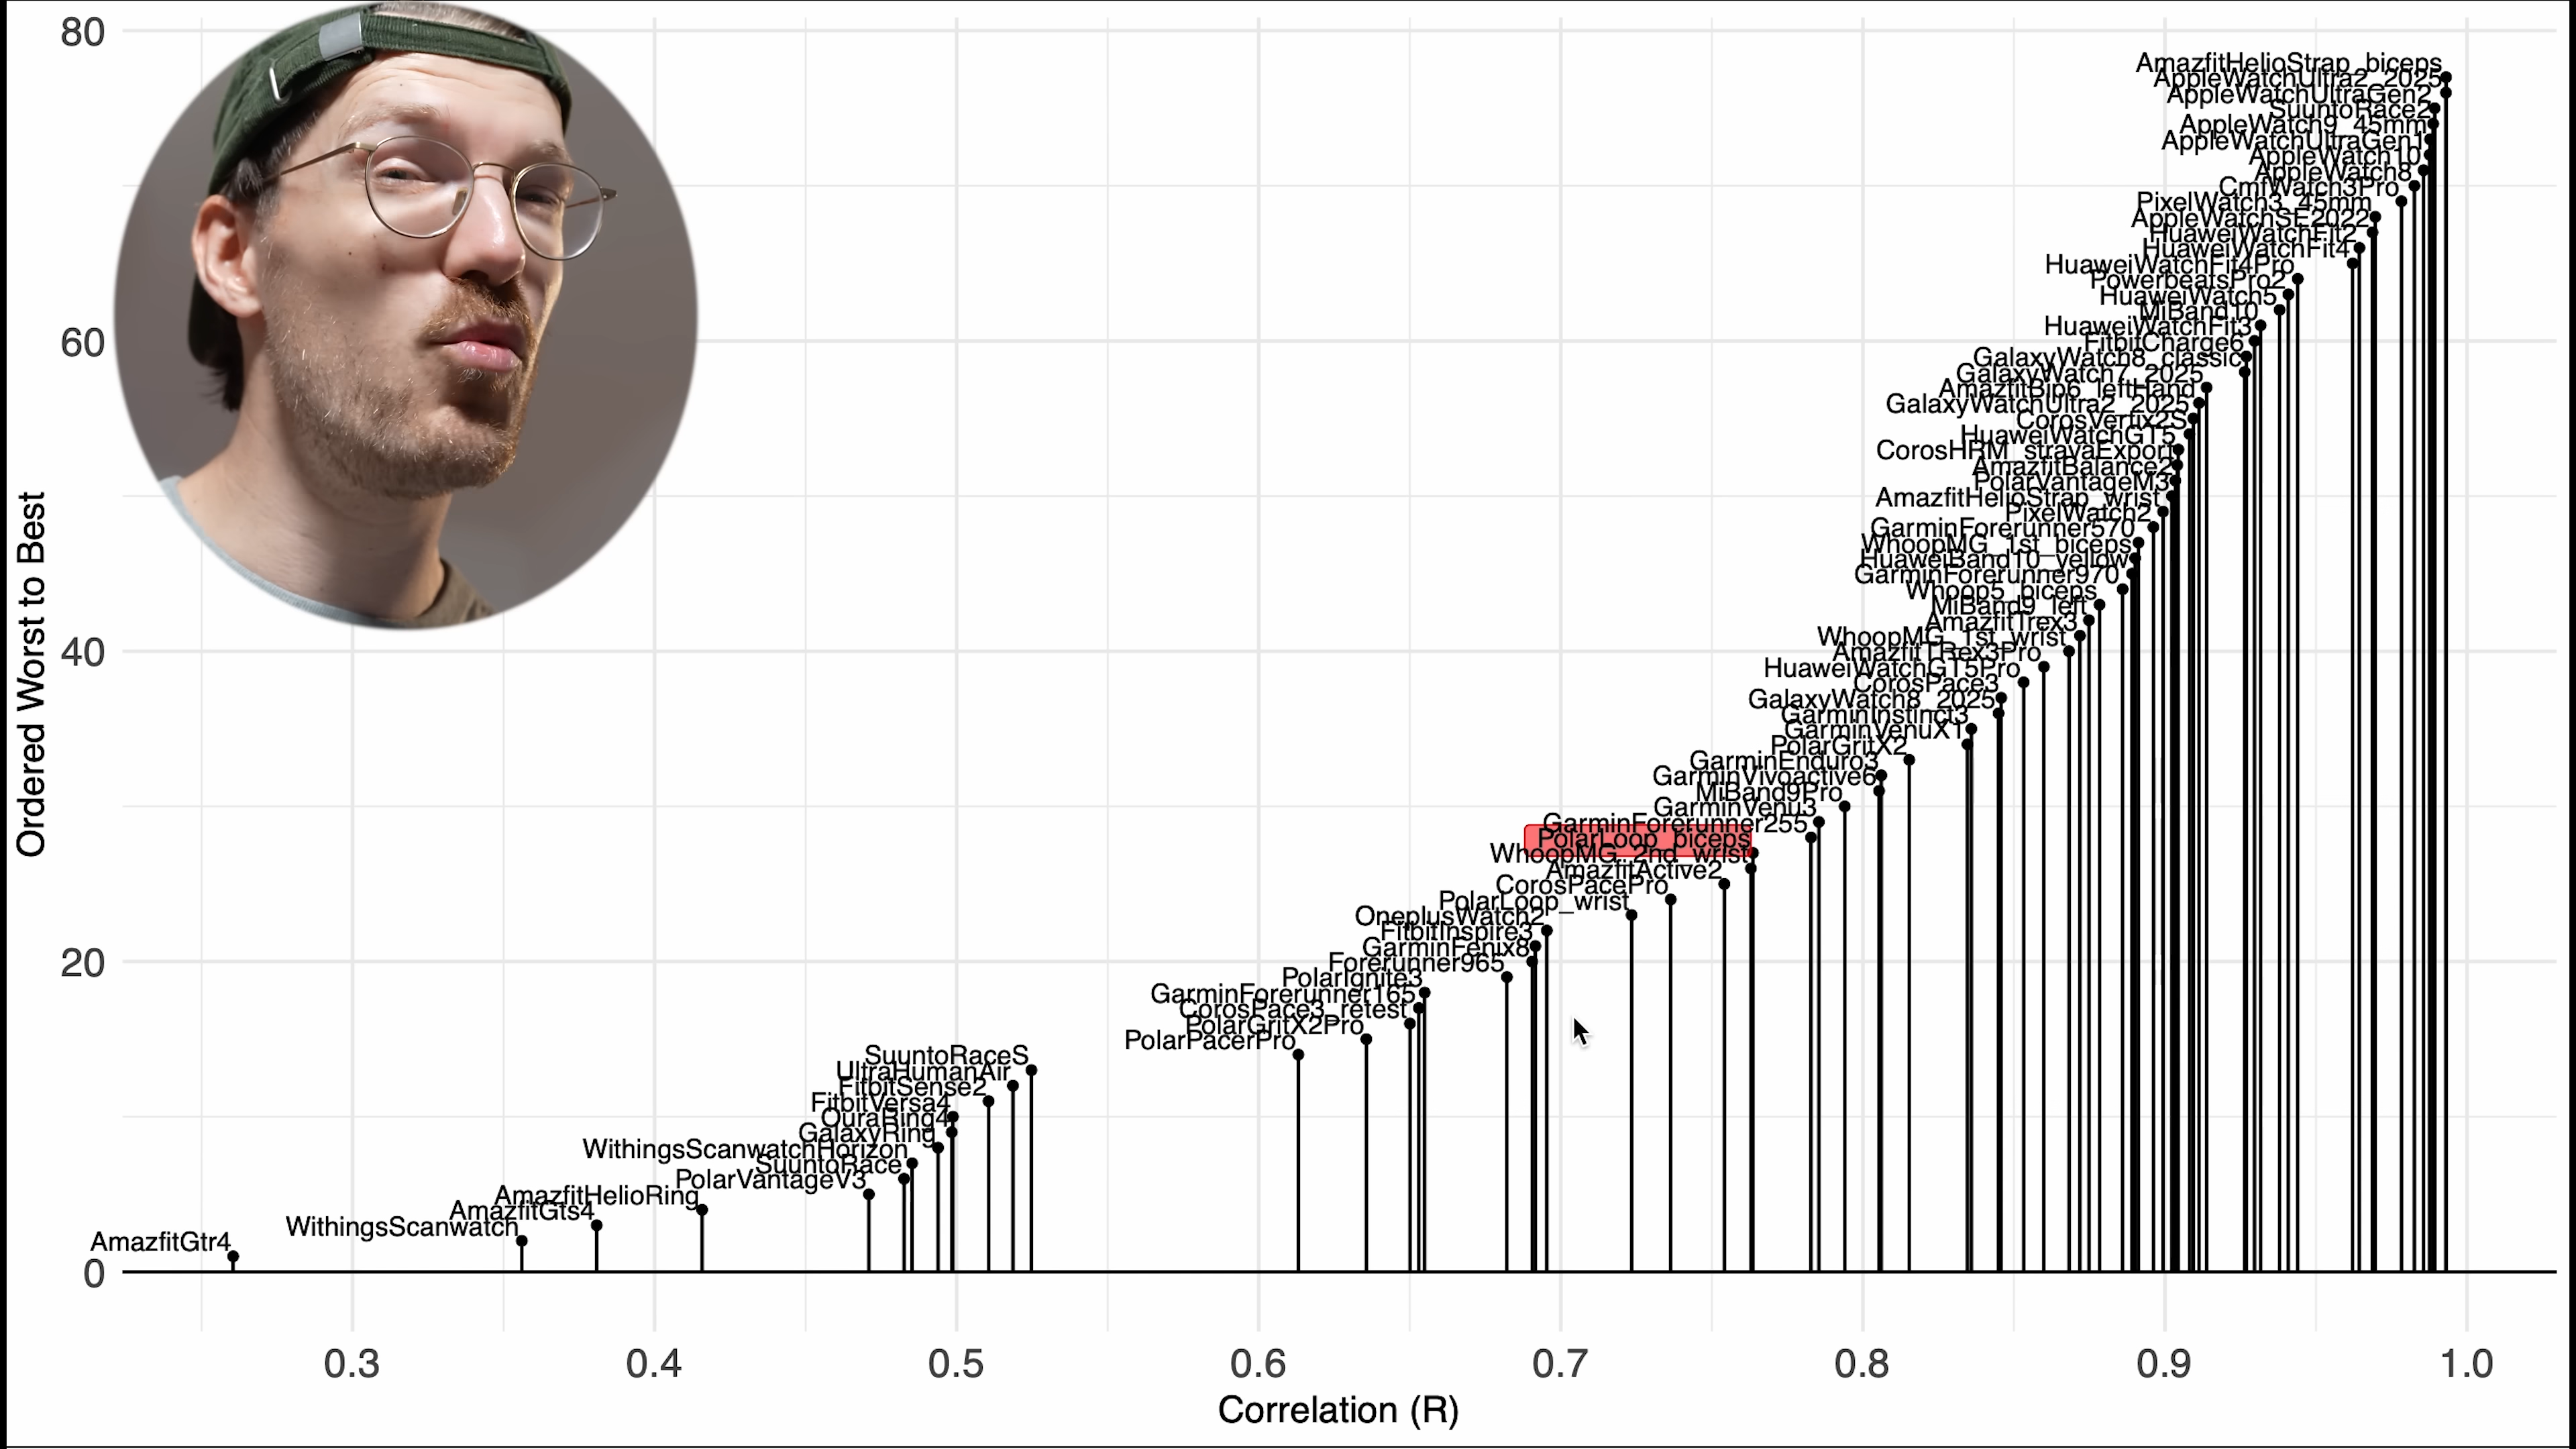 80
60
40
20
0
Ordered Worst to Best
AmazfitHelioStrap_biceps
AppleWatchUltra2_2025
AppleWatchUltraGen2
SuuntoRace2
AppleWatch9_45mm
AppleWatchUltraGen1
AppleWatch10
AppleWatch8
CmfWatch3Pro
PixelWatch3_45mm
AppleWatchSE2022
HuaweiWatchFit2
HuaweiWatchFit4
HuaweiWatchFit4Pro
PowerbeatsPro2
HuaweiWatch5
MiBand10
HuaweiWatchFit3
FitbitCharge6
GalaxyWatch8_classic
GalaxyWatch7_2025
AmazfitBip6_leftHand
GalaxyWatchUltra2_2025
CorosVertix2S
HuaweiWatchGT5
CorosHRM_stravaExport
AmazfitBalance2
PolarVantageM3
AmazfitHelioStrap_wrist
PixelWatch2
GarminForerunner570
WhoopMG_1st_biceps
HuaweiBand10_yellow
GarminForerunner970
Whoop5_biceps
MiBand9_left
AmazfitTrex3
WhoopMG_1st_wrist
AmazfitTRex3Pro
HuaweiWatchGT5Pro
CorosPace3
GalaxyWatch8_2025
GarminInstinct3
GarminVenuX1
PolarGritX2
GarminEnduro3
GarminVivoactive6
MiBand9Pro
GarminVenu3
GarminForerunner255
PolarLoop_biceps
WhoopMG_2nd_wrist
AmazfitActive2
CorosPacePro
PolarLoop_wrist
OneplusWatch2
FitbitInspire3
GarminFenix8
Forerunner965
PolarIgnite3
GarminForerunner165
CorosPace3_retest
PolarGritX2Pro
PolarPacerPro
SuuntoRaceS
UltraHumanAir
FitbitSense2
FitbitVersa4
OuraRing4
GalaxyRing
WithingsScanwatchHorizon
SuuntoRace
PolarVantageV3
AmazfitHelioRing
AmazfitGts4
WithingsScanwatch
AmazfitGtr4
0.3 0.4 0.5 0.6 0.7 0.8 0.9 1.0
Correlation (R)